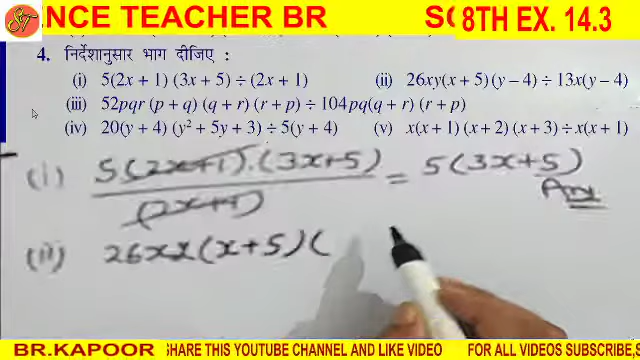 ENCE TEACHER BR
8TH EX. 14.3
ST
4. निर्देशानुसार भाग दीजिए :
(i) 5(2x + 1) (3x + 5) ÷ (2x + 1) (ii) 26xy(x + 5) (y – 4) ÷ 13x(y – 4)
(iii) 52pqr (p + q) (q + r) (r + p) ÷ 104pq(q + r) (r + p)
(iv) 20(y + 4) (y² + 5y + 3) ÷ 5(y + 4) (v) x(x + 1) (x + 2) (x + 3) ÷ x(x + 1)
(i) 5(2x+1).(3x+5) / (2x+1) = 5(3x+5)
Ans
(ii) 26xy(x+5)(
BR.KAPOOR SHARE THIS YOUTUBE CHANNEL AND LIKE VIDEO FOR ALL VIDEOS SUBSCRIBE,S